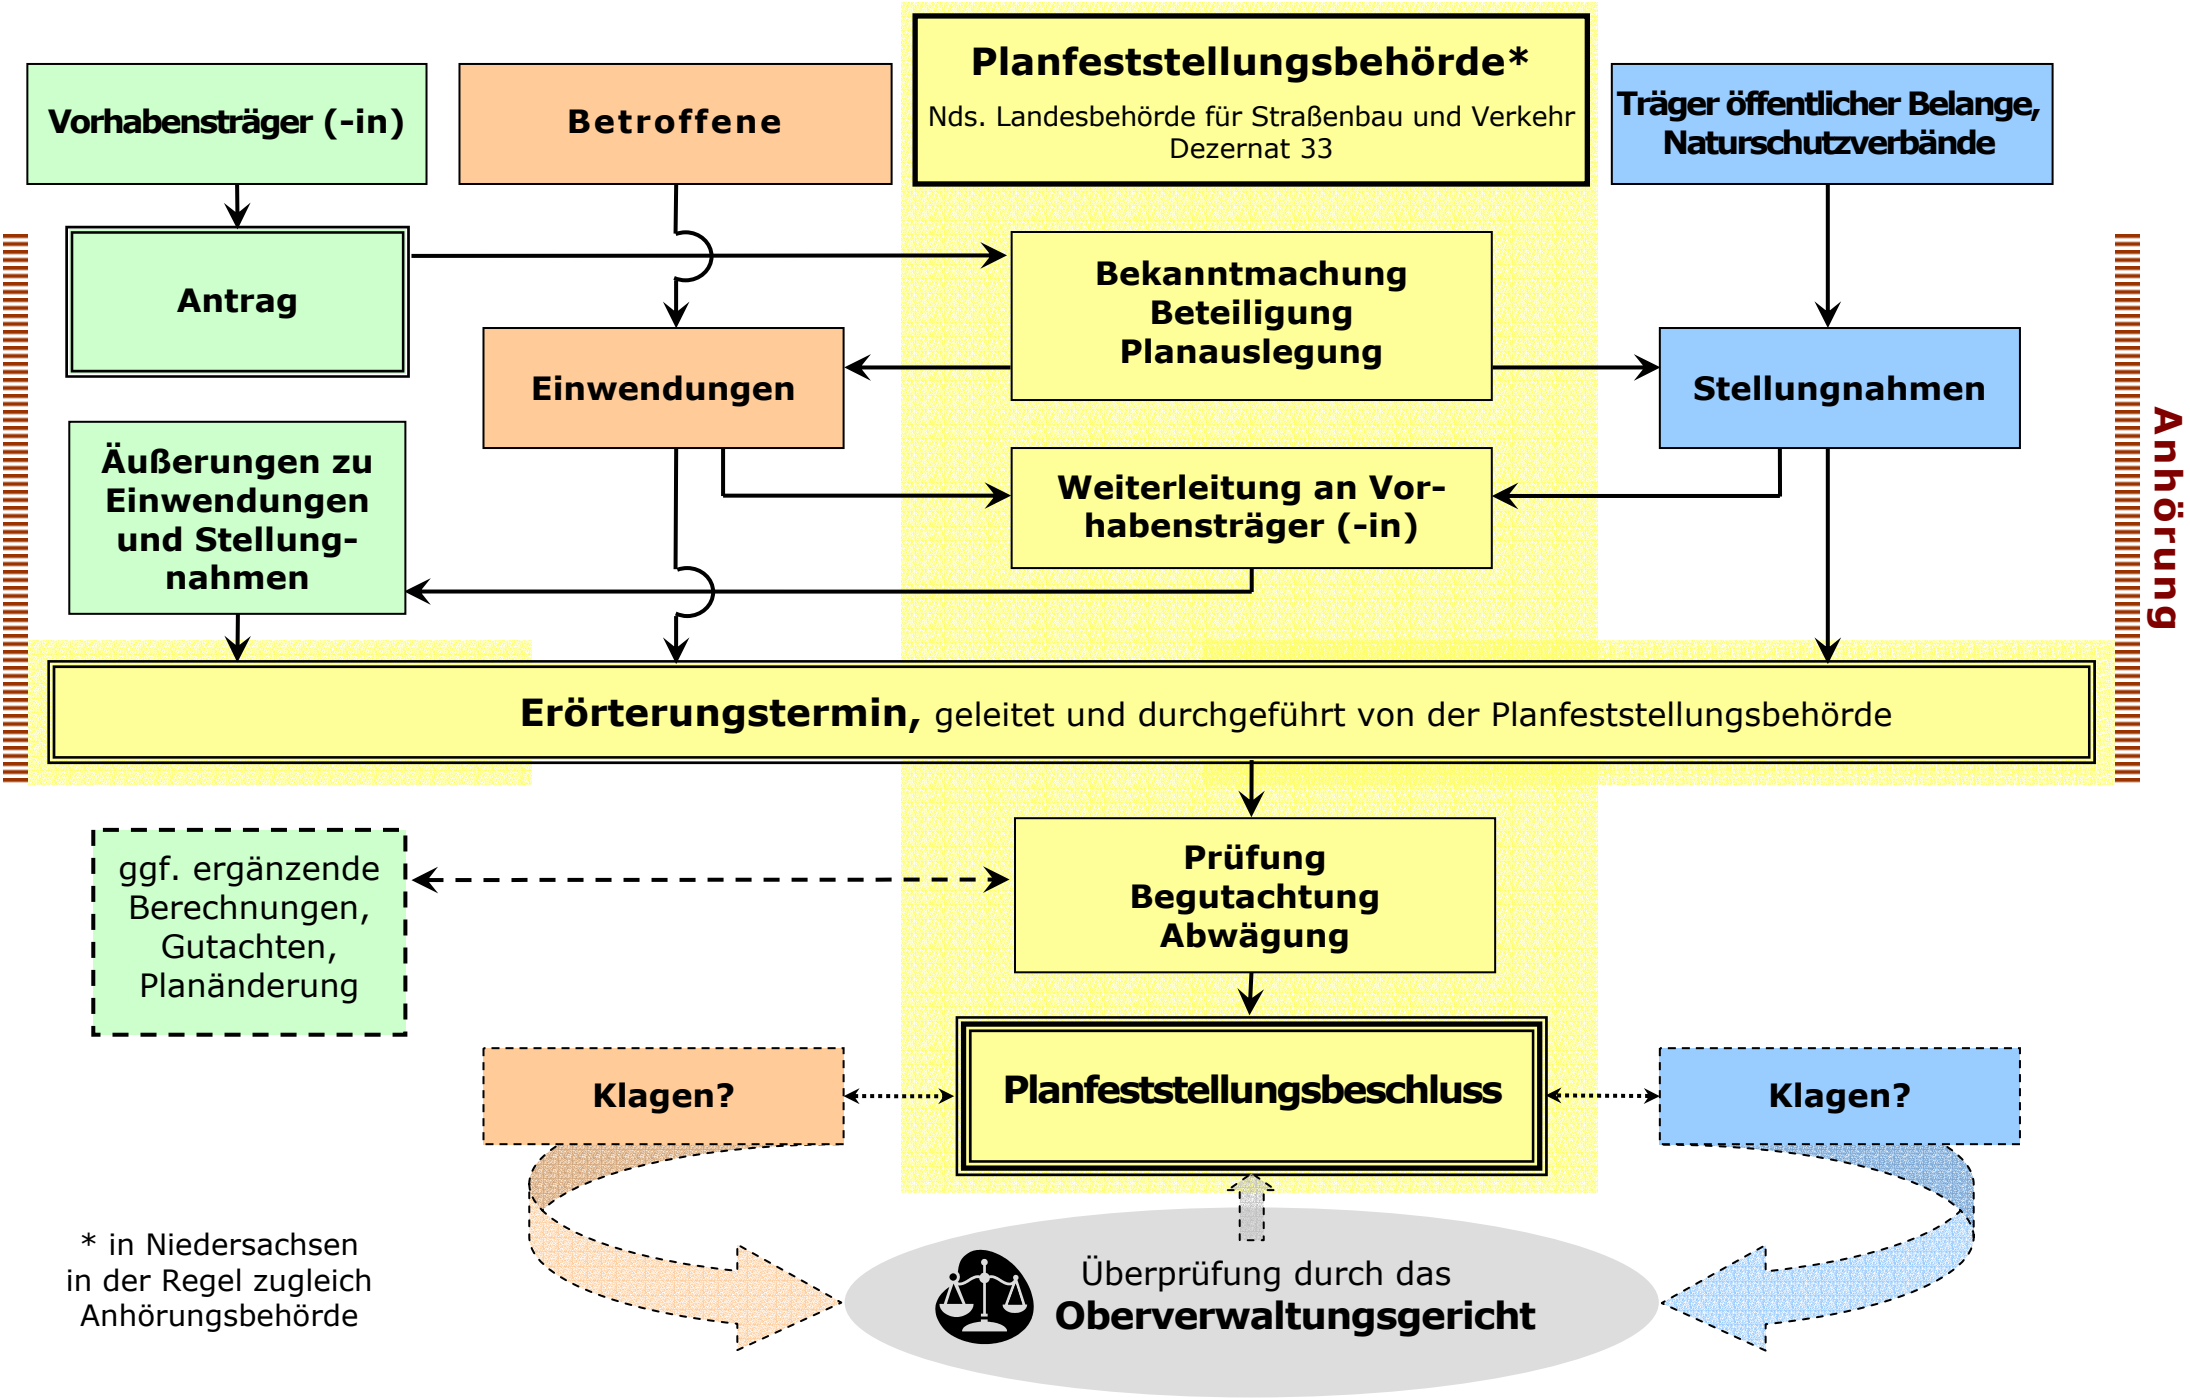 Vorhabensträger (-in)
Betroffene
Planfeststellungsbehörde*
Nds. Landesbehörde für Straßenbau und Verkehr
Dezernat 33
Träger öffentlicher Belange,
Naturschutzverbände
Antrag
Bekanntmachung
Beteiligung
Planauslegung
Einwendungen
Stellungnahmen
Anhörung
Äußerungen zu
Einwendungen
und Stellung-
nahmen
Weiterleitung an Vor-
habensträger (-in)
Erörterungstermin, geleitet und durchgeführt von der Planfeststellungsbehörde
ggf. ergänzende
Berechnungen,
Gutachten,
Planänderung
Prüfung
Begutachtung
Abwägung
Klagen?
Planfeststellungsbeschluss
Klagen?
* in Niedersachsen
in der Regel zugleich
Anhörungsbehörde
Überprüfung durch das
Oberverwaltungsgericht